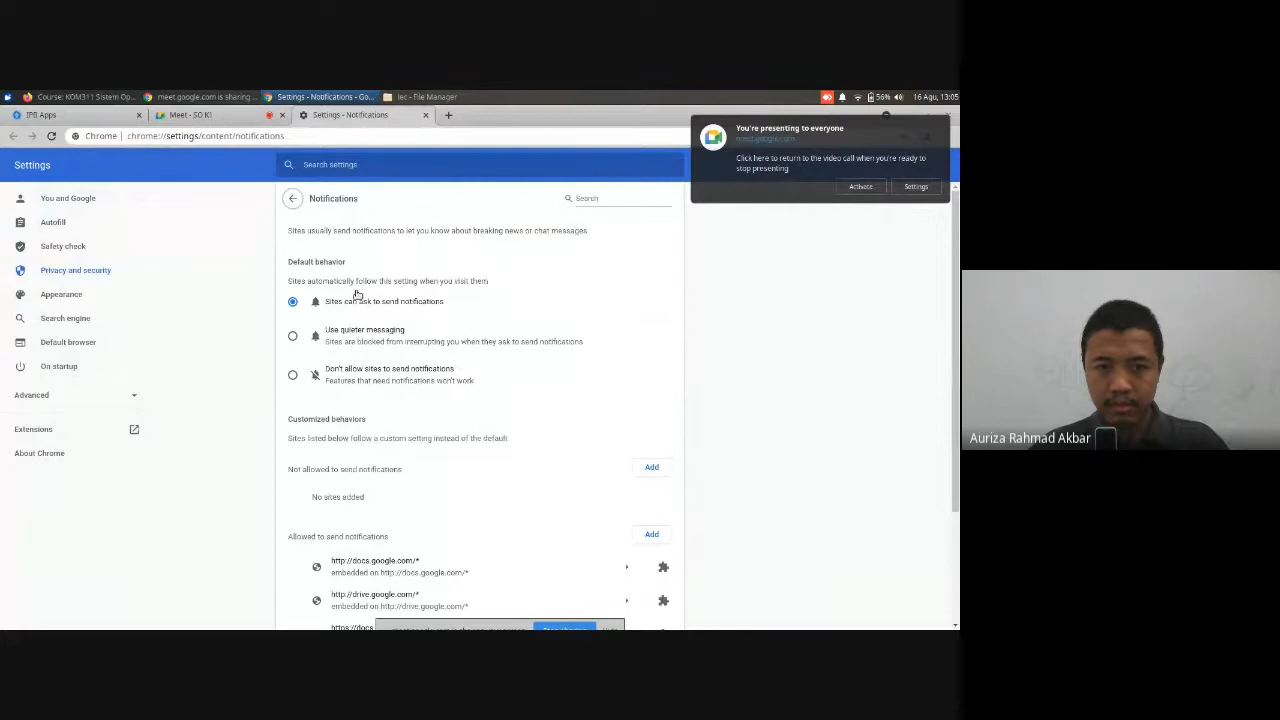 Course: KOM311 Sistem Op...
meet.google.com is sharing...
Settings - Notifications - Go...
lec - File Manager
56%
16 Agu, 13:05
IPB Apps
Meet - SO K1
Settings - Notifications
Chrome | chrome://settings/content/notifications
You're presenting to everyone
meet.google.com
Click here to return to the video call when you're ready to
stop presenting
Activate
Settings
Settings
Search settings
You and Google
Autofill
Safety check
Privacy and security
Appearance
Search engine
Default browser
On startup
Advanced
Extensions
About Chrome
Notifications
Search
Sites usually send notifications to let you know about breaking news or chat messages
Default behavior
Sites automatically follow this setting when you visit them
Sites can ask to send notifications
Use quieter messaging
Sites are blocked from interrupting you when they ask to send notifications
Don't allow sites to send notifications
Features that need notifications won't work
Customized behaviors
Sites listed below follow a custom setting instead of the default
Not allowed to send notifications
Add
No sites added
Allowed to send notifications
Add
http://docs.google.com/*
embedded on http://docs.google.com/*
http://drive.google.com/*
embedded on http://drive.google.com/*
https://docs
Auriza Rahmad Akbar